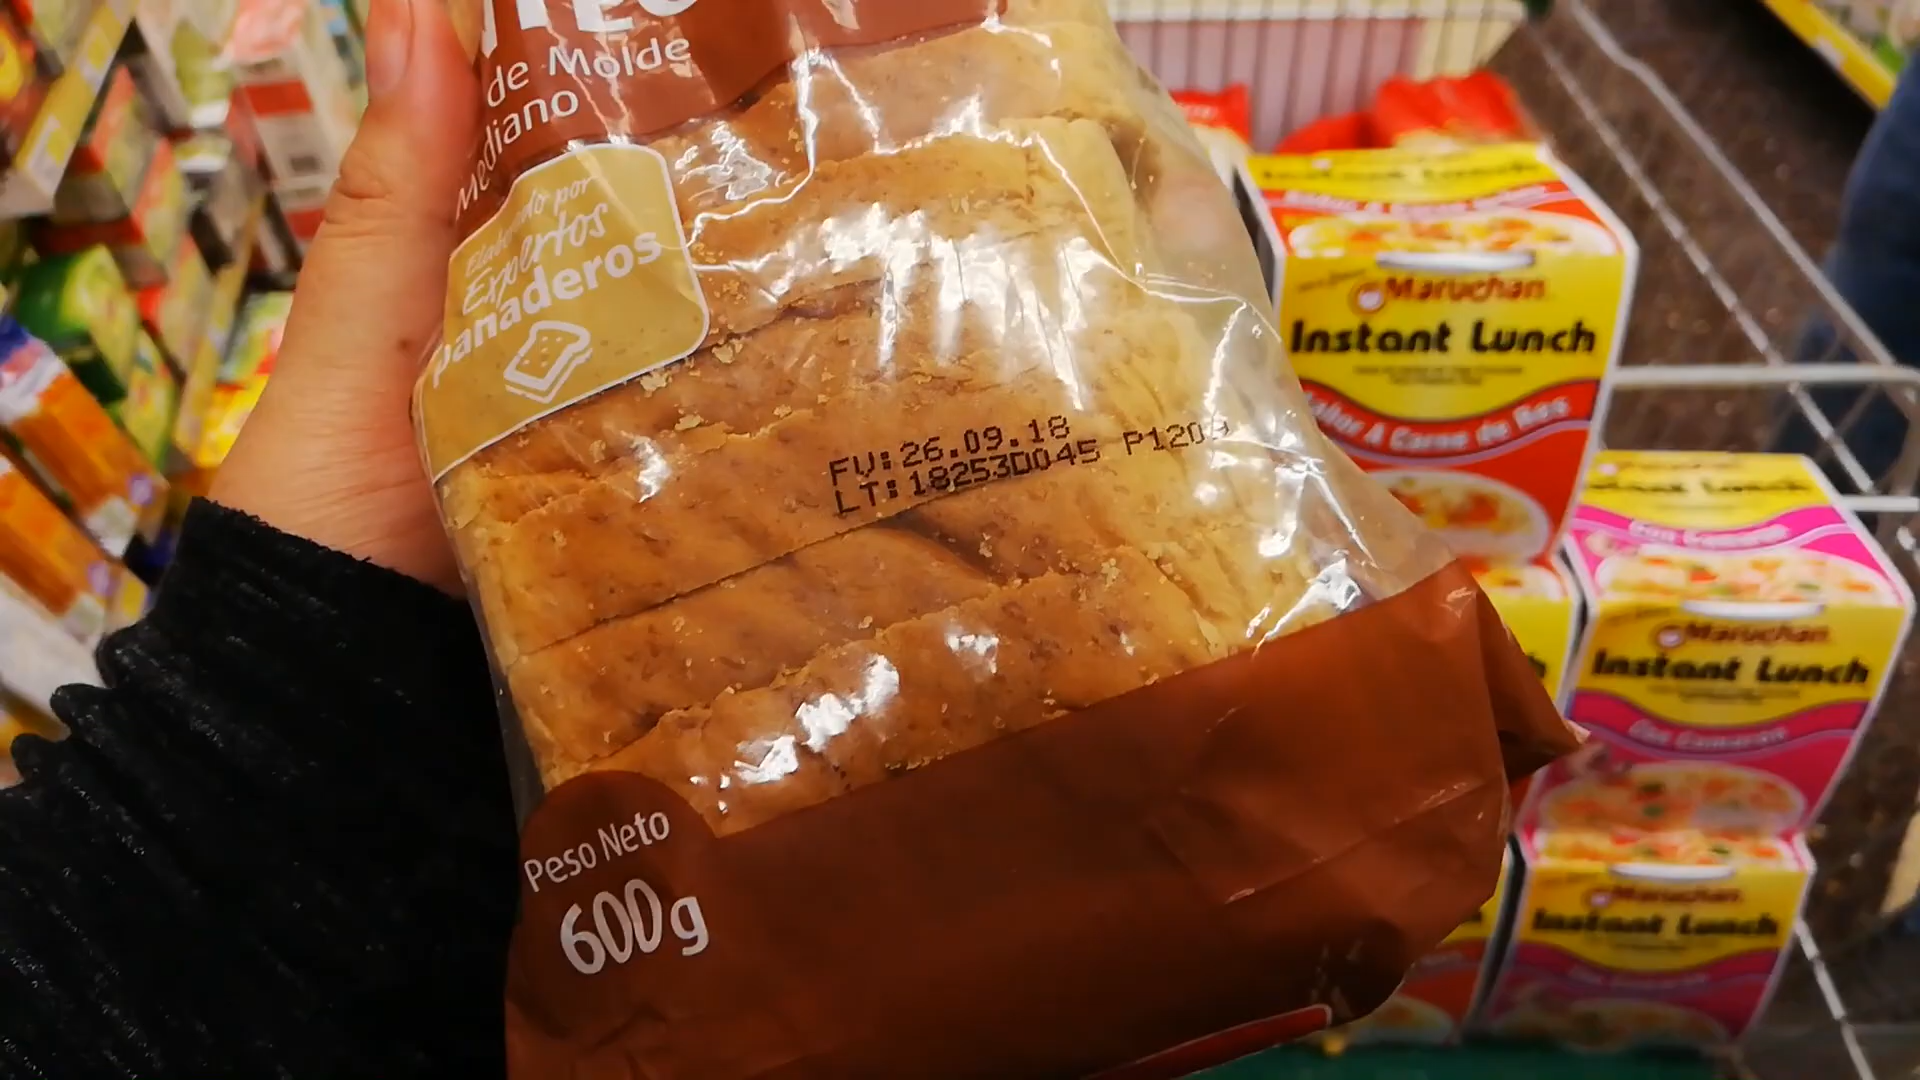 de Molde
Mediano
Elaborado por
Expertos
panaderos
FV:26.09.18
LT:18253D045 P1209
Peso Neto
600g
Maruchan
Instant Lunch
Sabor A Carne de Res
Maruchan
Instant Lunch
Con Camarón
Maruchan
Instant Lunch